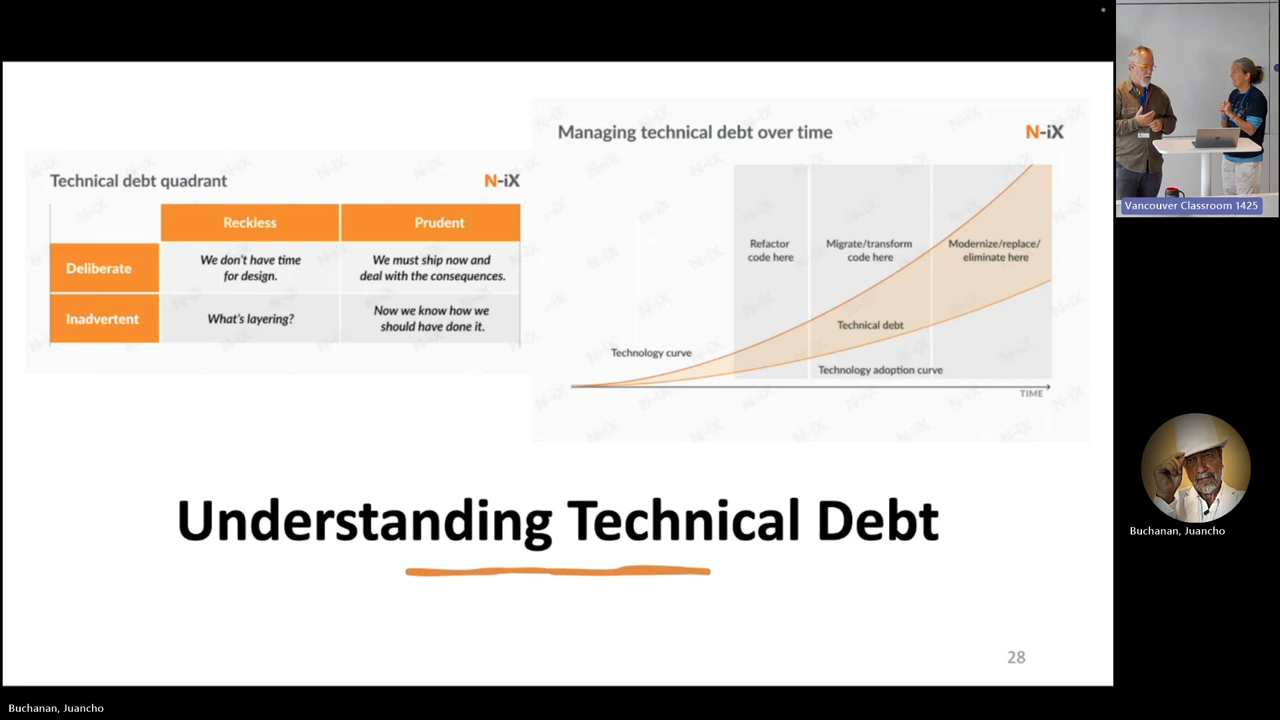 Technical debt quadrant
N-iX
Reckless
Prudent
Deliberate
We don't have time
for design.
We must ship now and
deal with the consequences.
Inadvertent
What's layering?
Now we know how we
should have done it.
Managing technical debt over time
N-iX
Refactor
code here
Migrate/transform
code here
Modernize/replace/
eliminate here
Technology curve
Technical debt
Technology adoption curve
TIME
Understanding Technical Debt
28
Vancouver Classroom 1425
Buchanan, Juancho
Buchanan, Juancho